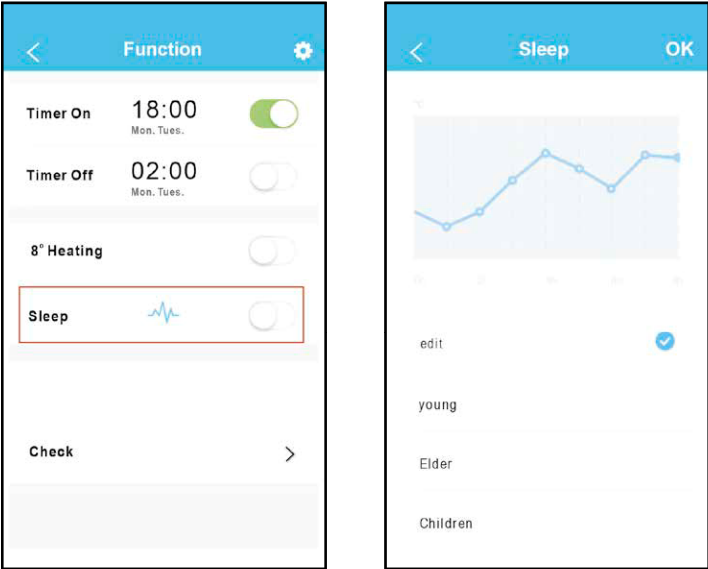 Function
Timer On 18:00
Mon. Tues.
Timer Off 02:00
Mon. Tues.
8° Heating
Sleep
Check
Sleep OK
°C
edit
young
Elder
Children